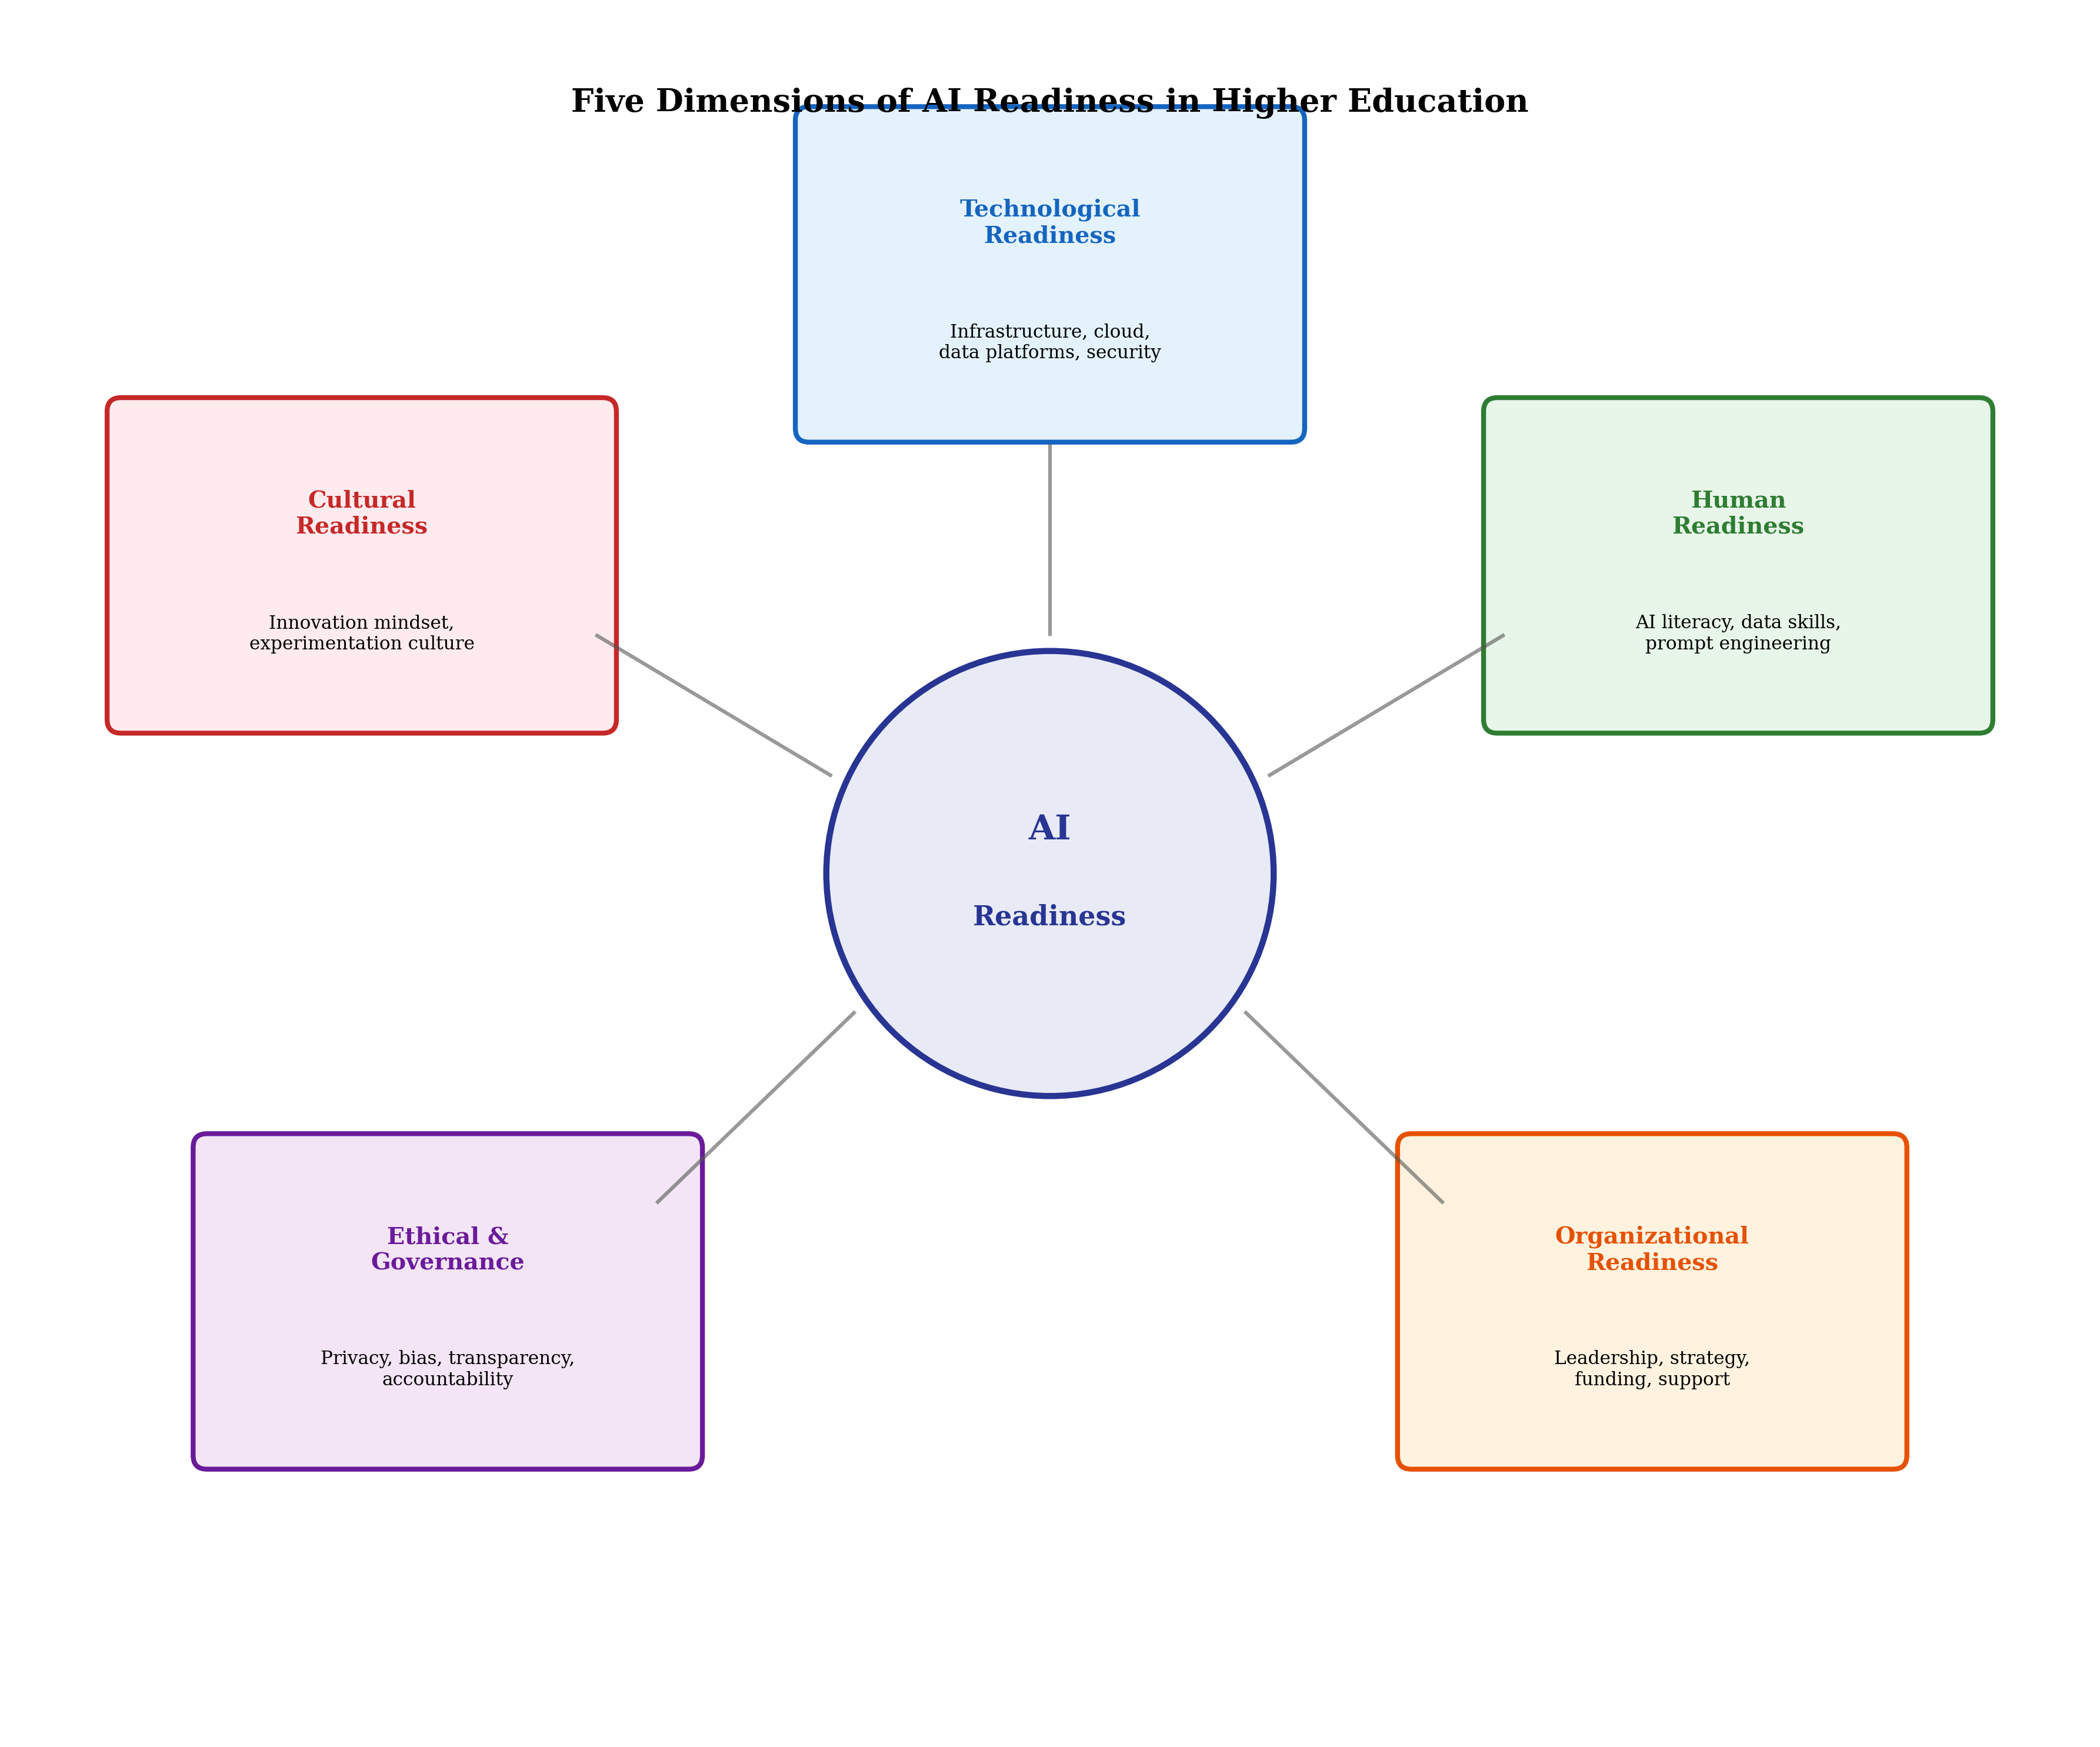 Five Dimensions of AI Readiness in Higher Education
Technological
Readiness
Infrastructure, cloud,
data platforms, security
Cultural
Readiness
Innovation mindset,
experimentation culture
Human
Readiness
AI literacy, data skills,
prompt engineering
AI
Readiness
Ethical &
Governance
Privacy, bias, transparency,
accountability
Organizational
Readiness
Leadership, strategy,
funding, support